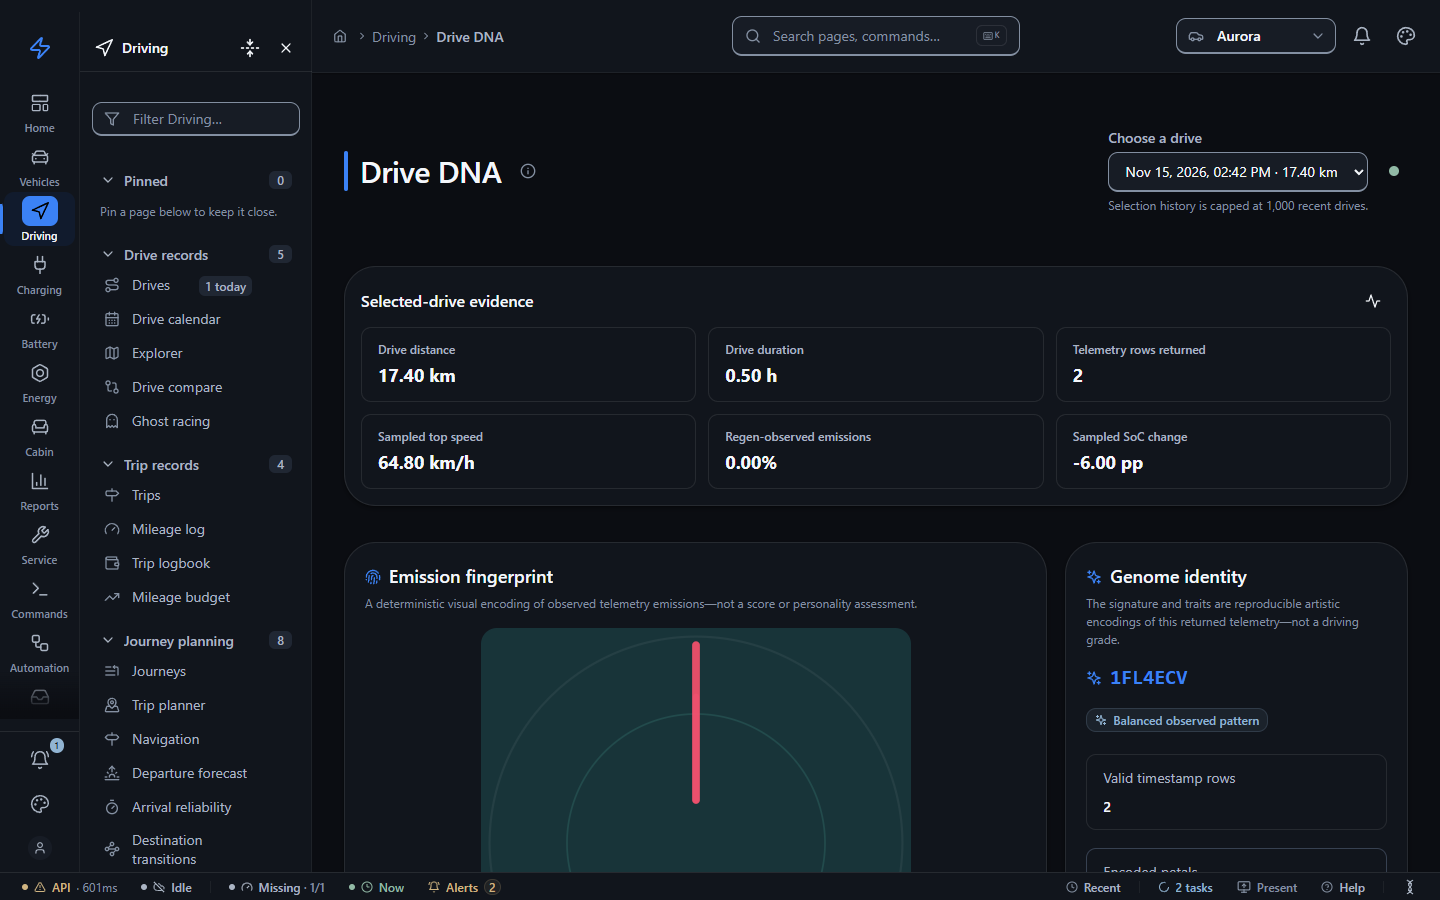 Driving
Driving > Drive DNA
Search pages, commands...
K
Aurora
Home
Vehicles
Driving
Charging
Battery
Energy
Cabin
Reports
Service
Commands
Automation
1
Filter Driving...
Pinned 0
Pin a page below to keep it close.
Drive records 5
Drives 1 today
Drive calendar
Explorer
Drive compare
Ghost racing
Trip records 4
Trips
Mileage log
Trip logbook
Mileage budget
Journey planning 8
Journeys
Trip planner
Navigation
Departure forecast
Arrival reliability
Destination
transitions
Drive DNA
Choose a drive
Nov 15, 2026, 02:42 PM · 17.40 km
Selection history is capped at 1,000 recent drives.
Selected-drive evidence
Drive distance
17.40 km
Drive duration
0.50 h
Telemetry rows returned
2
Sampled top speed
64.80 km/h
Regen-observed emissions
0.00%
Sampled SoC change
-6.00 pp
Emission fingerprint
A deterministic visual encoding of observed telemetry emissions—not a score or personality assessment.
Genome identity
The signature and traits are reproducible artistic
encodings of this returned telemetry—not a driving
grade.
1FL4ECV
Balanced observed pattern
Valid timestamp rows
2
Encoded petals
API · 601ms
Idle
Missing · 1/1
Now
Alerts 2
Recent
2 tasks
Present
Help